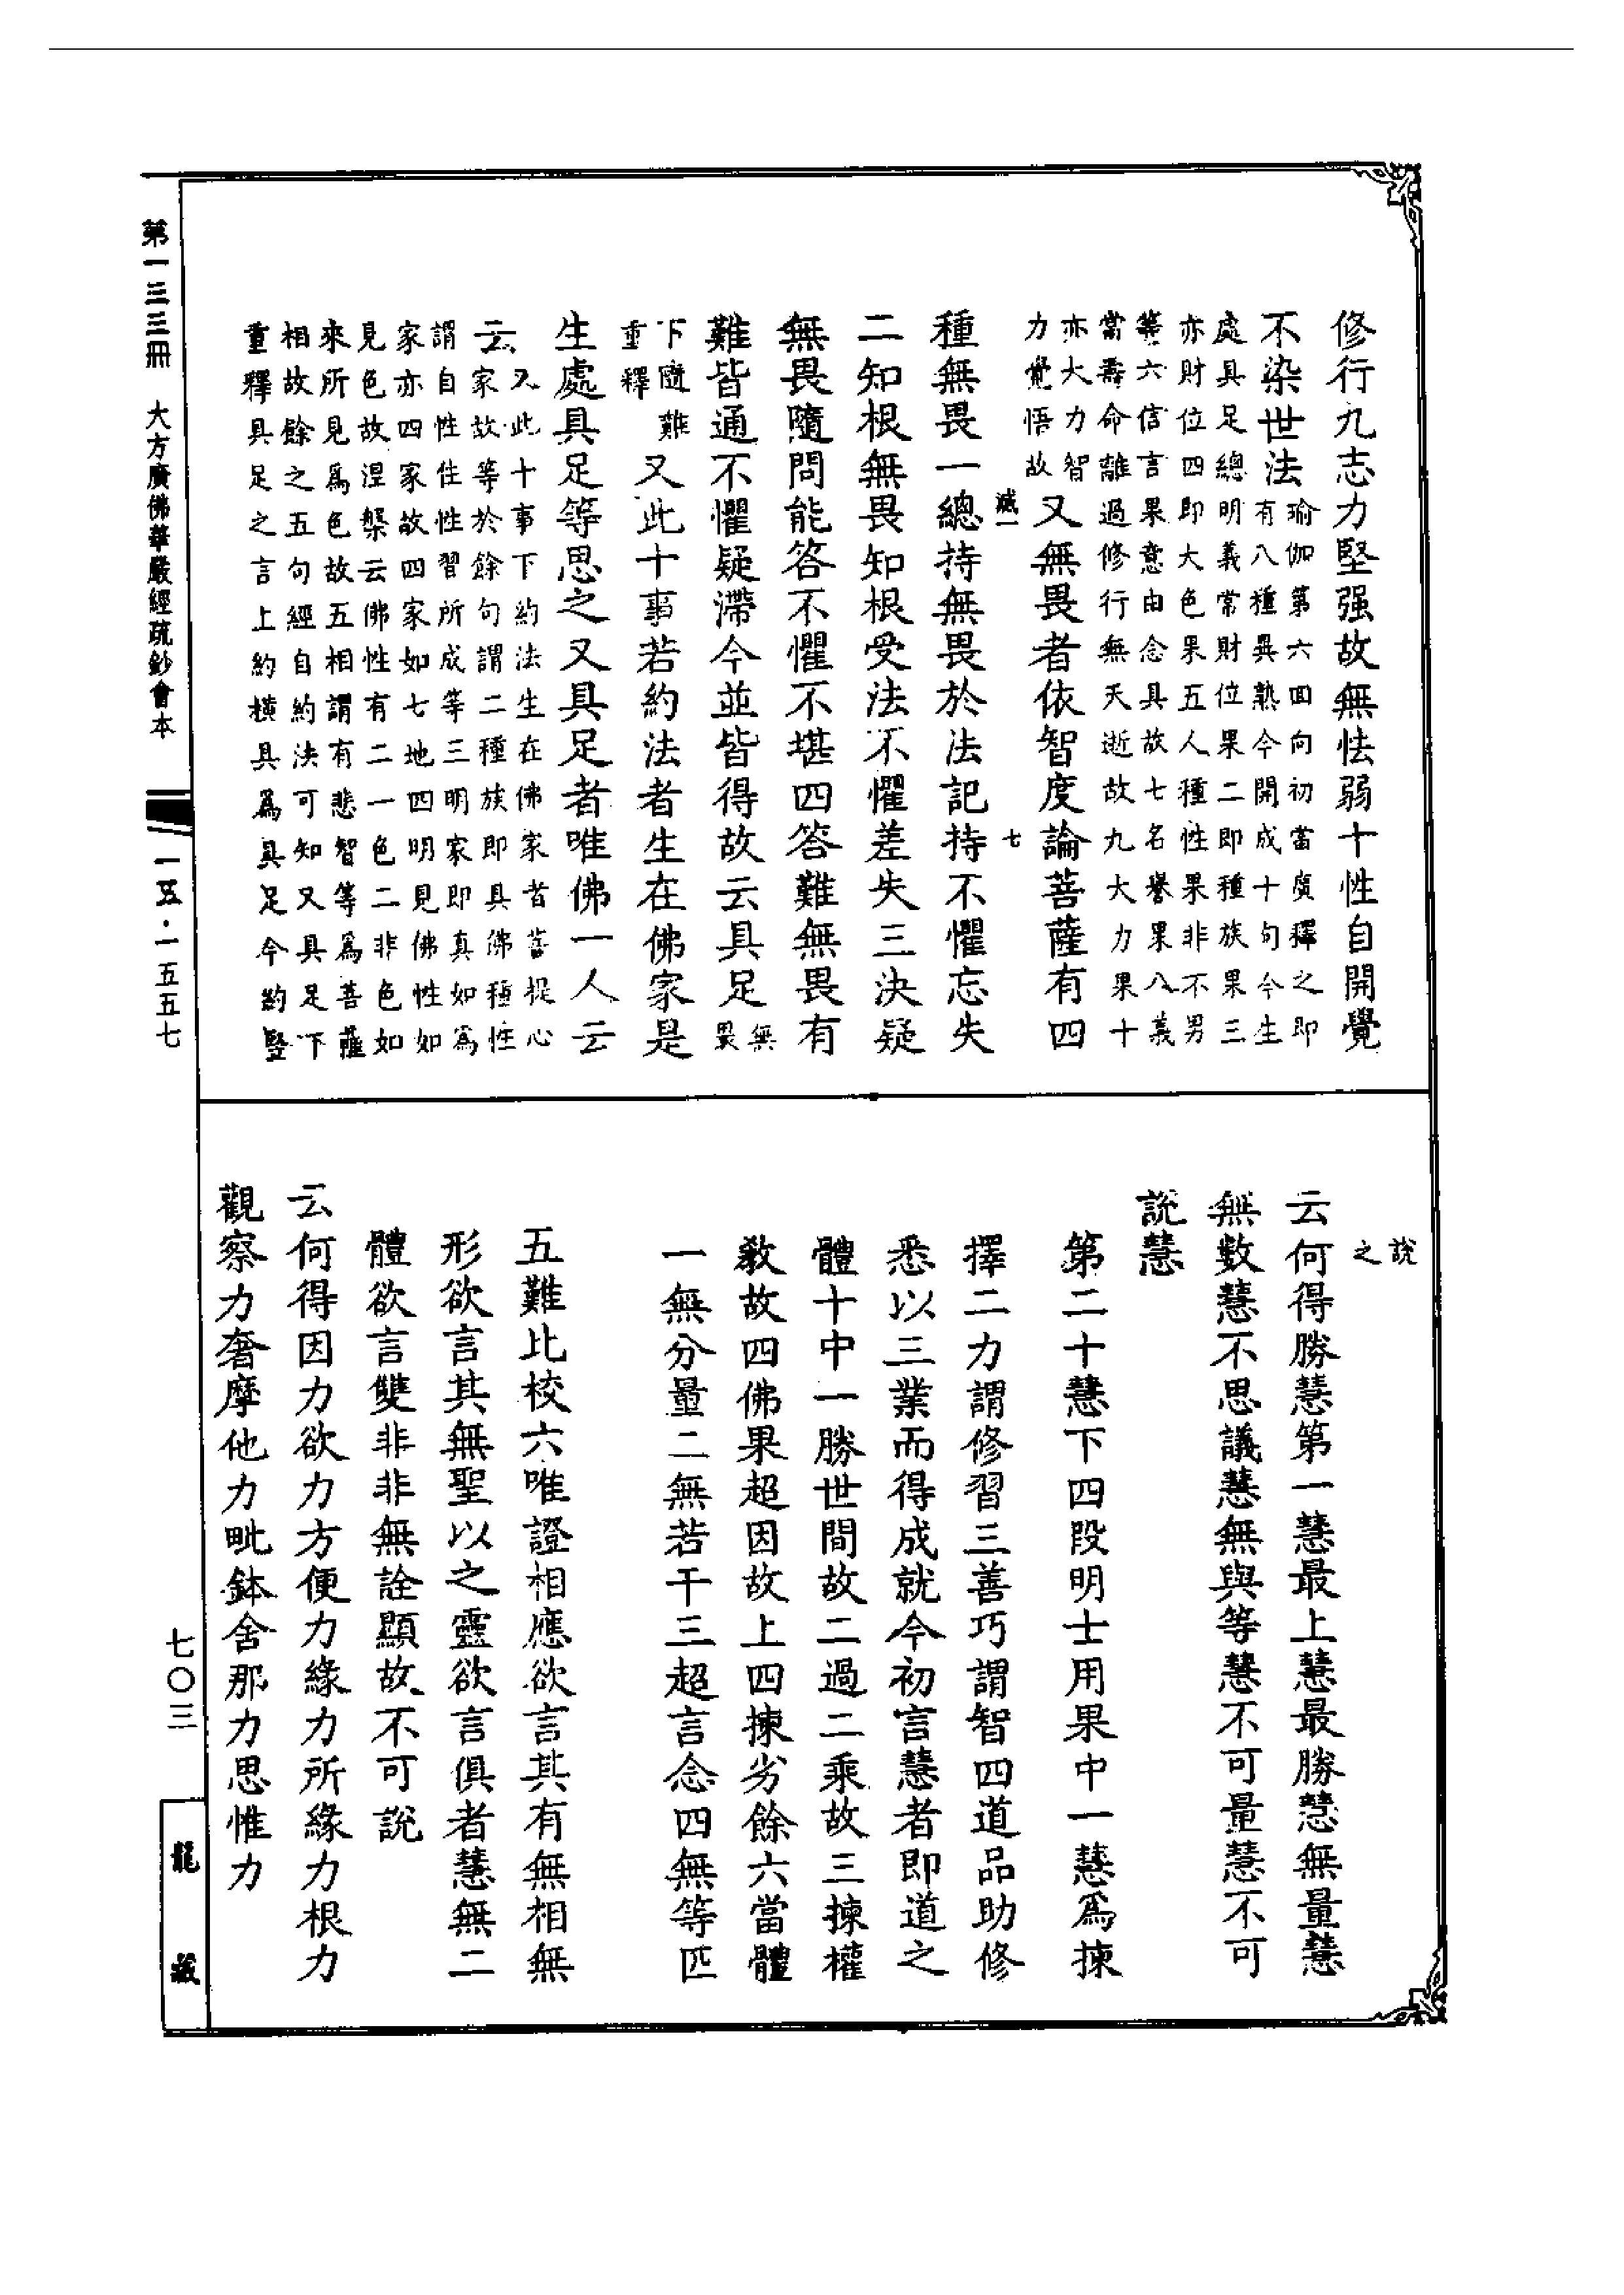 修行九志力堅强故無怯弱十性自開覺
不染世法瑜伽第六回向初當廣釋之即
有八種異熟今開成十句今生
處具足總明義常財位果二即種族果三
亦財位四即大色果五人種性果非不男
等六信言果意由念具故七名譽果八義
當壽命離過修行無夭逝故九大力果十
亦大力智
力覺悟故又無畏者依智度論菩薩有四
種無畏一總持無畏於法記持不懼忘失
二知根無畏知根受法不懼差失三決疑
無畏隨問能答不懼不堪四答難無畏有
難皆通不懼疑滯今並皆得故云具足無
畏
下隨難
重釋又此十事若約法者生在佛家是
生處具足等思之又具足者唯佛一人云
云又此十事下約法生在佛家者菩提心
家故等於餘句謂二種族即具佛種性
謂自性住性習所成等三明家即真如爲
家亦四家故四家如七地四明見佛性如
見色故涅槃云佛性有二一色二非色如
來所見爲色故五相謂有悲智等爲菩薩
相故餘之五句經自約法可知又具足下
重釋具足之言上約橫具爲具足今約豎
說
之
云何得勝慧第一慧最上慧最勝慧無量慧
無數慧不思議慧無與等慧不可量慧不可
說慧
第二十慧下四段明士用果中一慧爲揀
擇二力謂修習三善巧謂智四道品助修
悉以三業而得成就今初言慧者即道之
體十中一勝世間故二過二乘故三揀權
教故四佛果超因故上四揀劣餘六當體
一無分量二無若干三超言念四無等匹
五難比校六唯證相應欲言其有無相無
形欲言其無聖以之靈欲言俱者慧無二
體欲言雙非非無詮顯故不可說
云何得因力欲力方便力緣力所緣力根力
觀察力奢摩他力毗鉢舍那力思惟力
第一三三冊 大方廣佛華嚴經疏鈔會本
一五·一五五七
七〇三
龍藏
七